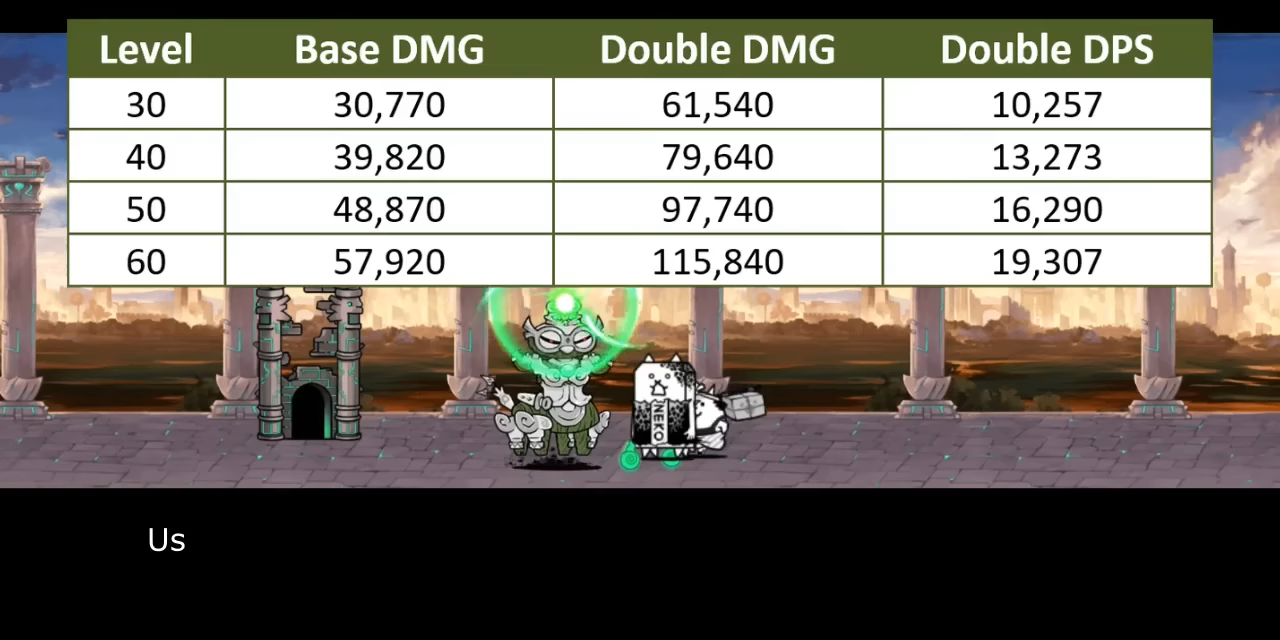 Level Base DMG Double DMG Double DPS
30 30,770 61,540 10,257
40 39,820 79,640 13,273
50 48,870 97,740 16,290
60 57,920 115,840 19,307
NEKO
Us